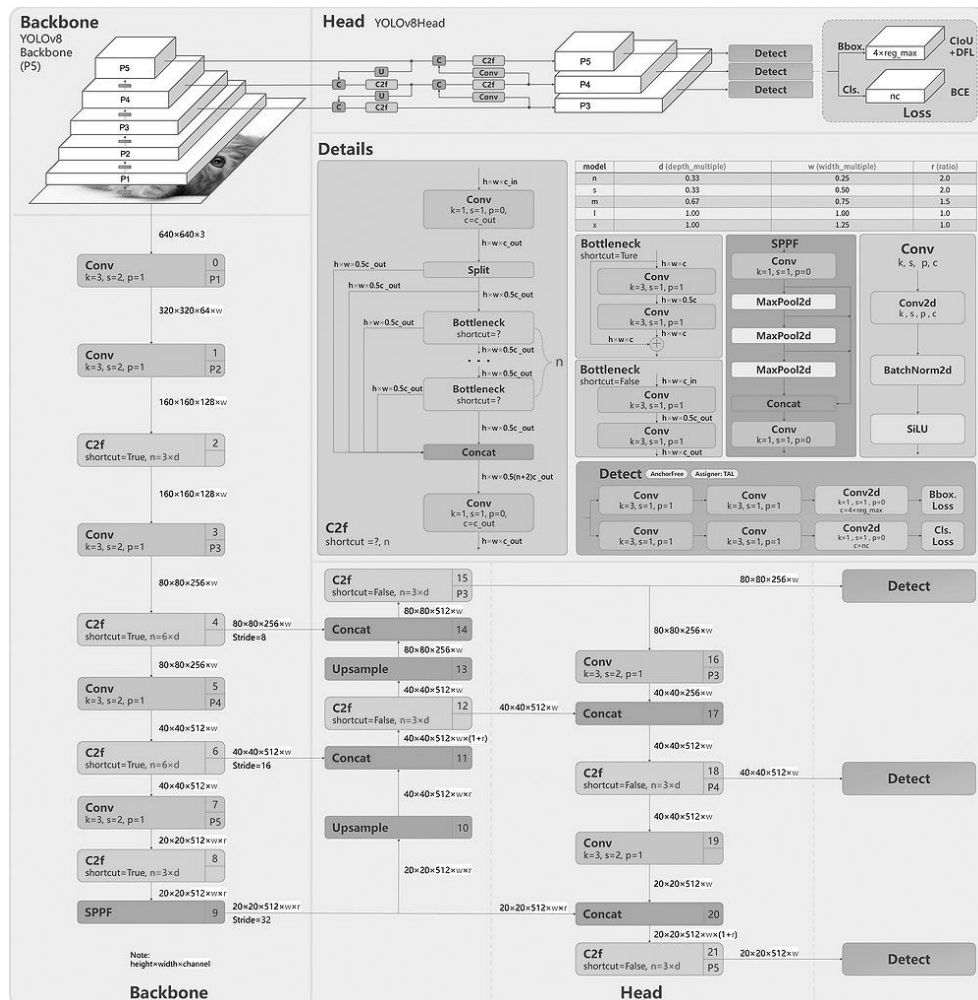 Backbone
YOLOv8
Backbone
(P5)
P5
P4
P3
P2
P1
Head YOLOv8Head
C
U
C
C2f
U
C
C2f
C
C2f
Conv
C
C2f
Conv
P5
P4
P3
Detect
Detect
Detect
Bbox.
4×reg_max
CIoU
+DFL
Cls.
nc
BCE
Loss
640×640×3
Conv 0
k=3, s=2, p=1 P1
320×320×64×w
Conv 1
k=3, s=2, p=1 P2
160×160×128×w
C2f 2
shortcut=True, n=3×d
160×160×128×w
Conv 3
k=3, s=2, p=1 P3
80×80×256×w
C2f 4
shortcut=True, n=6×d
80×80×256×w
Stride=8
80×80×256×w
Conv 5
k=3, s=2, p=1 P4
40×40×512×w
C2f 6
shortcut=True, n=6×d
40×40×512×w
Stride=16
40×40×512×w
Conv 7
k=3, s=2, p=1 P5
20×20×512×w×r
C2f 8
shortcut=True, n=3×d
20×20×512×w×r
SPPF 9
20×20×512×w×r
Stride=32
Note:
height×width×channel
Backbone
Details
h×w×c_in
Conv
k=1, s=1, p=0,
c=c_out
h×w×c_out
Split
h×w×0.5c_out
h×w×0.5c_out
h×w×0.5c_out
h×w×0.5c_out
Bottleneck
shortcut=?
h×w×0.5c_out
• • •
h×w×0.5c_out
n
h×w×0.5c_out
Bottleneck
shortcut=?
h×w×0.5c_out
Concat
h×w×0.5(n+2)c_out
Conv
k=1, s=1, p=0,
c=c_out
h×w×c_out
C2f
shortcut =?, n
model d (depth_multiple) w (width_multiple) r (ratio)
n 0.33 0.25 2.0
s 0.33 0.50 2.0
m 0.67 0.75 1.5
l 1.00 1.00 1.0
x 1.00 1.25 1.0
Bottleneck
shortcut=Ture
h×w×c
Conv
k=3, s=1, p=1
h×w×0.5c
Conv
k=3, s=1, p=1
h×w×c
h×w×c
Bottleneck
shortcut=False
h×w×c_in
Conv
k=3, s=1, p=1
h×w×0.5c_out
Conv
k=3, s=1, p=1
h×w×c_out
SPPF
Conv
k=1, s=1, p=0
MaxPool2d
MaxPool2d
MaxPool2d
Concat
Conv
k=1, s=1, p=0
Conv
k, s, p, c
Conv2d
k, s, p, c
BatchNorm2d
SiLU
Detect AnchorFree Assigner: TAL
Conv
k=3, s=1, p=1
Conv
k=3, s=1, p=1
Conv2d
k=1, s=1, p=0
c=4×reg_max
Bbox.
Loss
Conv
k=3, s=1, p=1
Conv
k=3, s=1, p=1
Conv2d
k=1, s=1, p=0
c=nc
Cls.
Loss
C2f 15
shortcut=False, n=3×d P3
80×80×512×w
Concat 14
80×80×256×w
Upsample 13
40×40×512×w
C2f 12
shortcut=False, n=3×d
40×40×512×w
40×40×512×w×(1+r)
Concat 11
40×40×512×w×r
Upsample 10
20×20×512×w×r
80×80×256×w
Detect
80×80×256×w
Conv 16
k=3, s=2, p=1 P3
40×40×256×w
Concat 17
40×40×512×w
C2f 18
shortcut=False, n=3×d P4
40×40×512×w
Detect
40×40×512×w
Conv 19
k=3, s=2, p=1
20×20×512×w
20×20×512×w×r
Concat 20
20×20×512×w×(1+r)
C2f 21
shortcut=False, n=3×d P5
20×20×512×w
Detect
Head